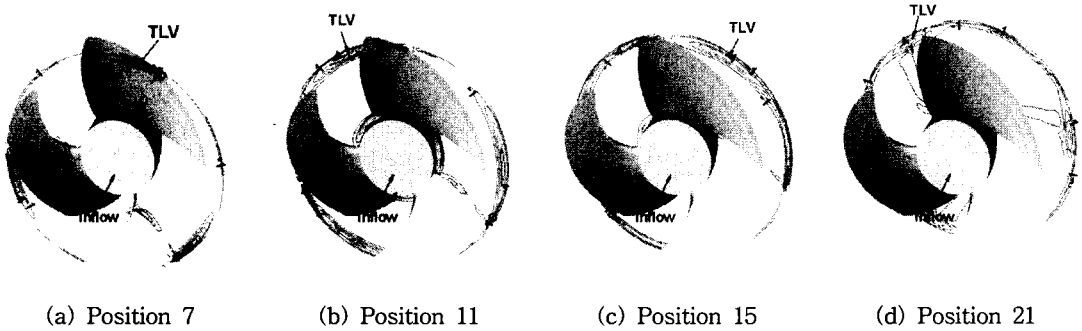 TLV
Inflow
(a) Position 7
TLV
Inflow
(b) Position 11
TLV
Inflow
(c) Position 15
TLV
Inflow
(d) Position 21